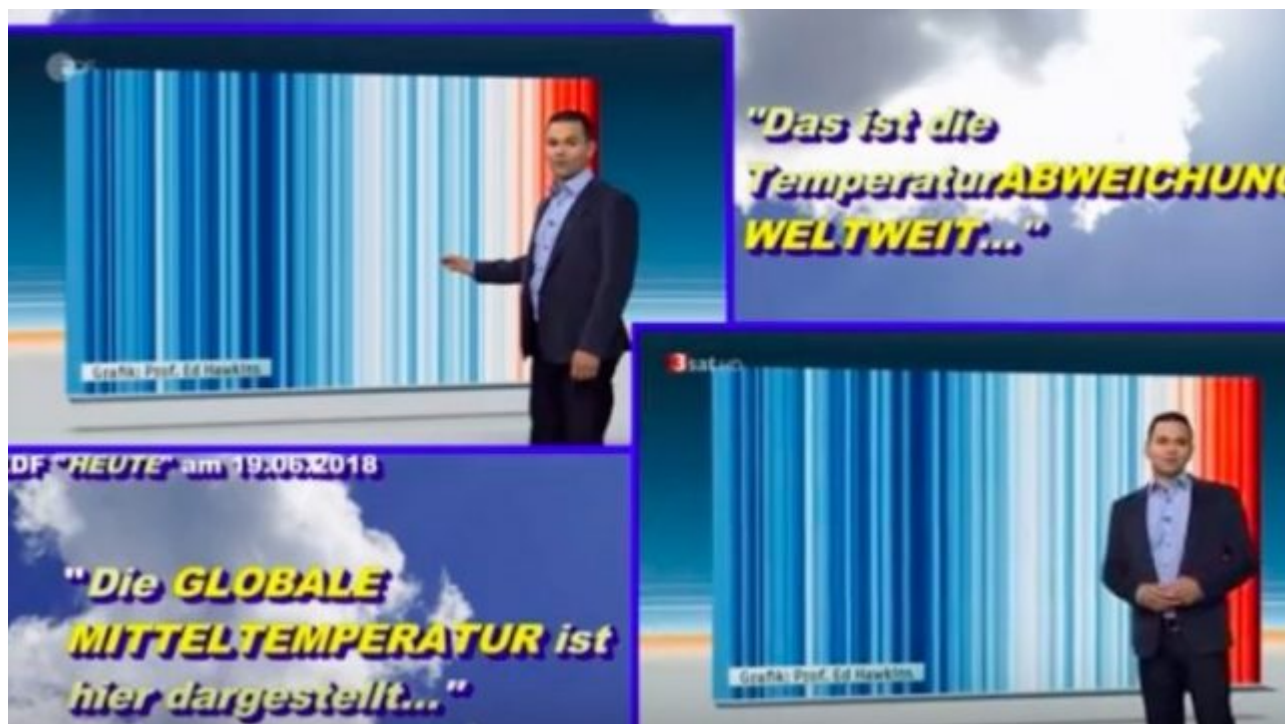 "Das ist die
TemperaturABWEICHUNG
WELTWEIT..."
Grafik: Prof. Ed Hawkins
3sat
DF "HEUTE" am 19.06.2018
"Die GLOBALE
MITTELTEMPERATUR ist
hier dargestellt..."
Grafik: Prof. Ed Hawkins